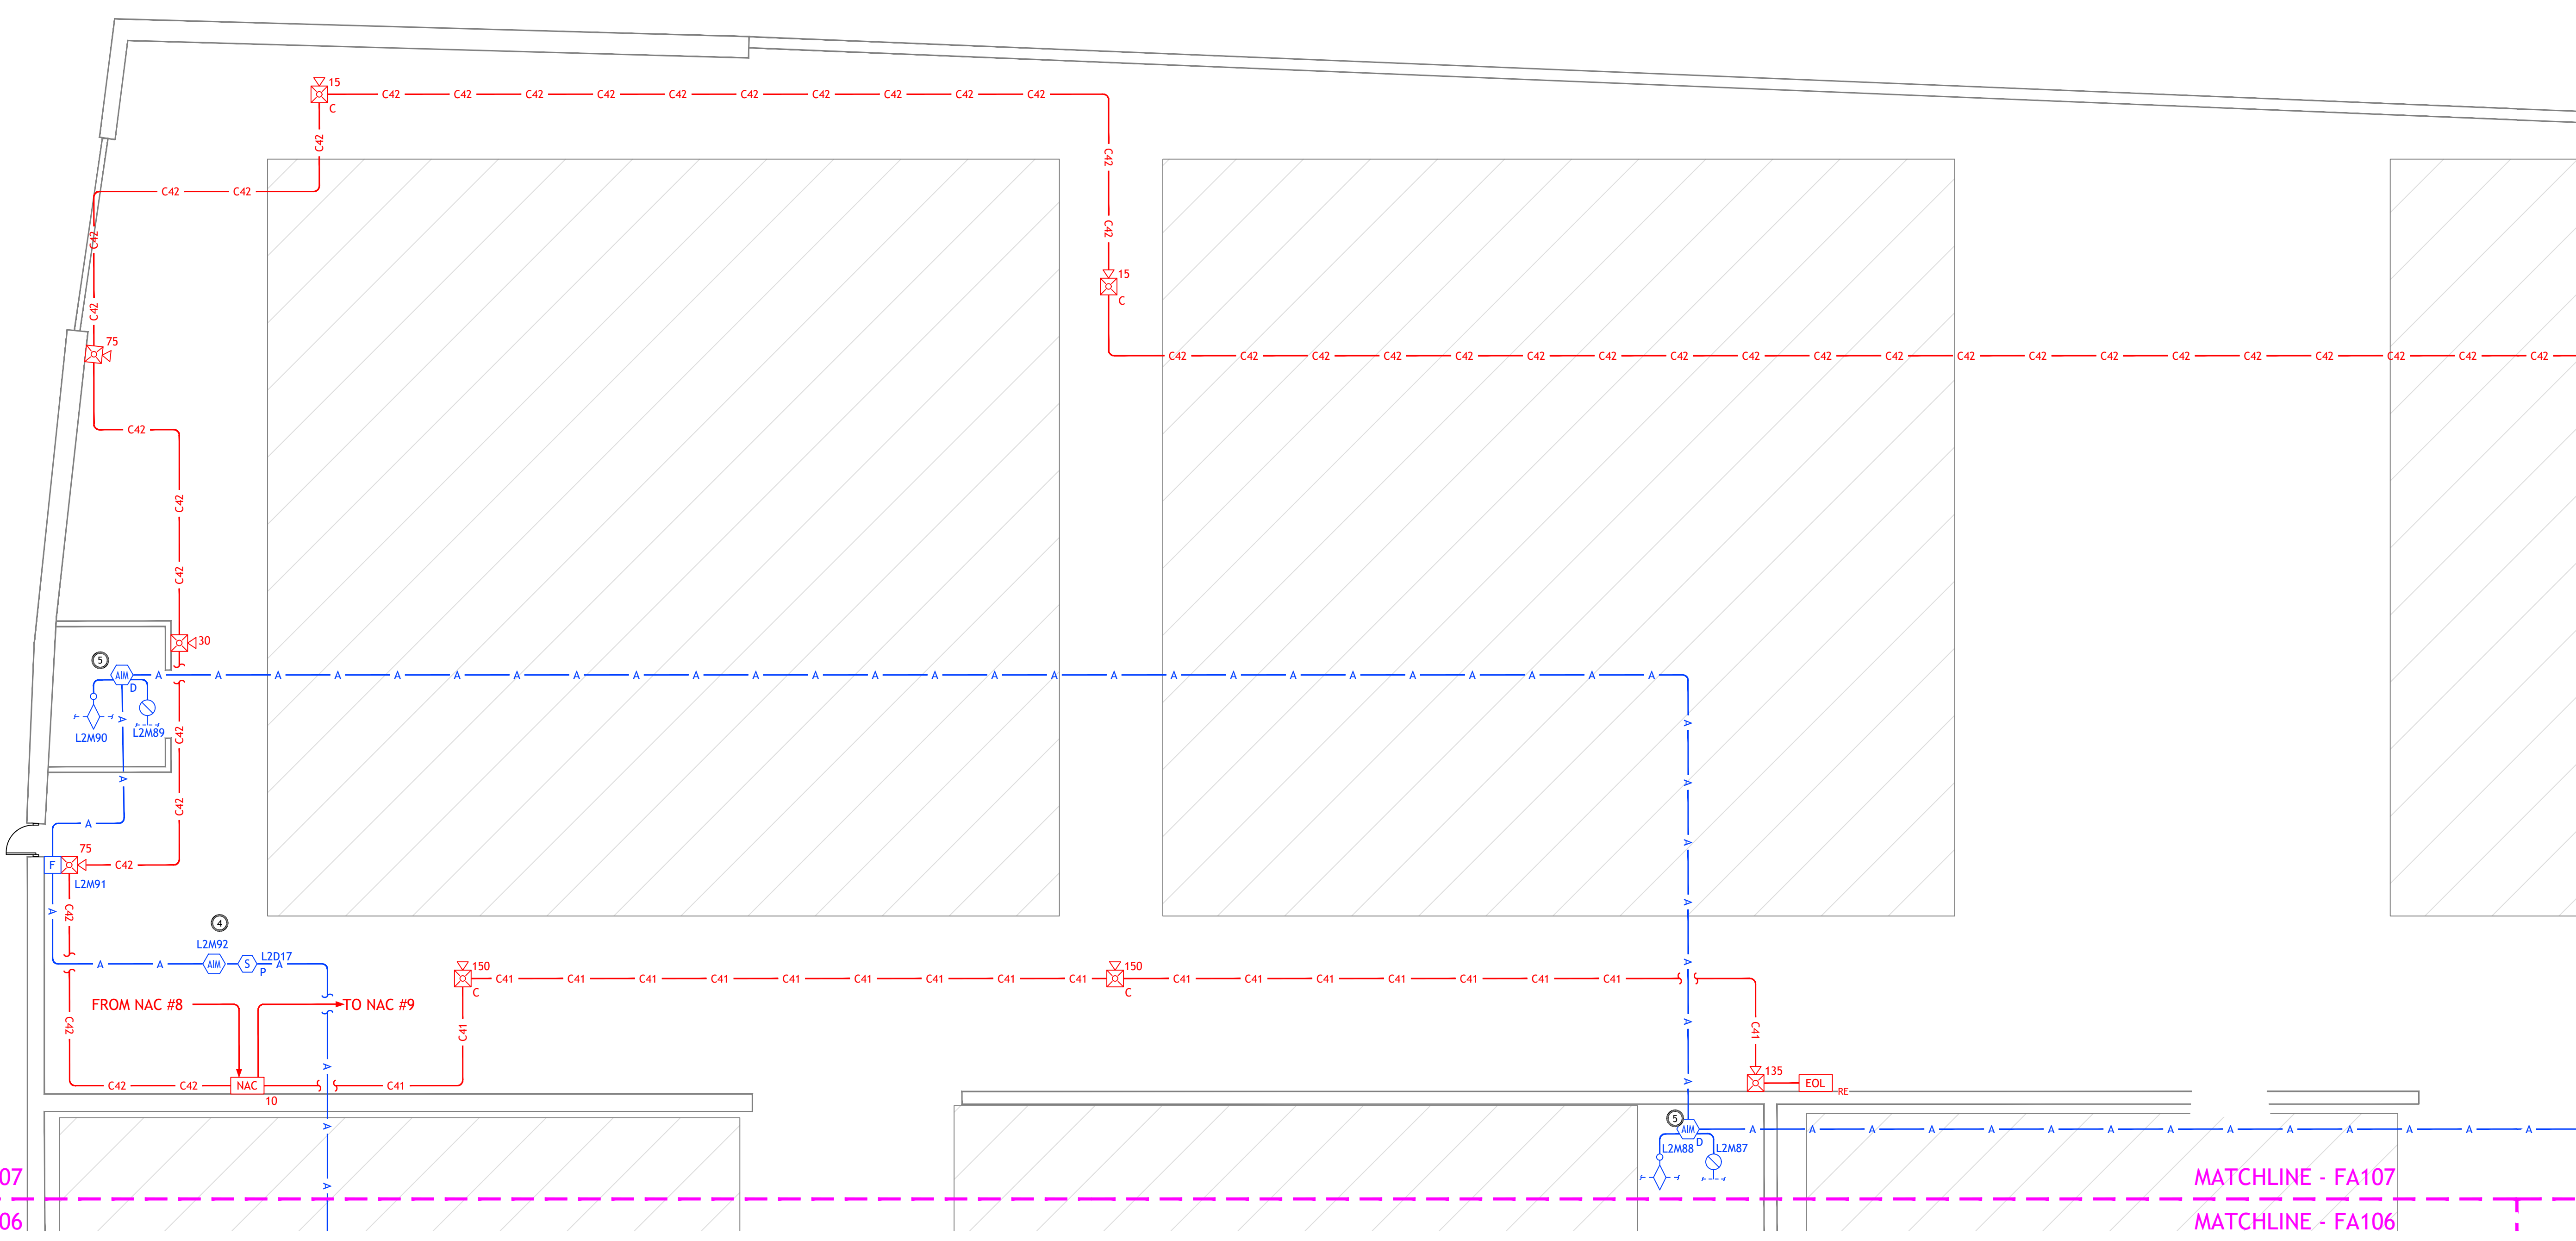 15
C
C42 C42 C42 C42 C42 C42 C42 C42 C42 C42
C42
C42
C42 C42
C42
C42
C42
C42
15
C
75
C42 C42 C42 C42 C42 C42 C42 C42 C42 C42 C42 C42 C42 C42 C42 C42 C42 C42 C42 C42
C42
C42
C42
30
5
AIM
D
A A A A A A A A A A A A A A A A A A A A A A A A A A
A
L2M90
L2M89
C42
A
C42
A
A
A
A
A
A
A
A
75
F
C42
L2M91
A
C42
4
L2M92
A A AIM S L2D17
P
A
150
C
C41 C41 C41 C41 C41 C41 C41 C41 C41
150
C
C41 C41 C41 C41 C41 C41 C41
FROM NAC #8
TO NAC #9
C42
C41
C41
A
C42 C42 NAC
10
C41
135
EOL
RE
A
A
5
AIM
D
L2M88
L2M87
A A A A A A A A A A A A A A
07
MATCHLINE - FA107
06
MATCHLINE - FA106